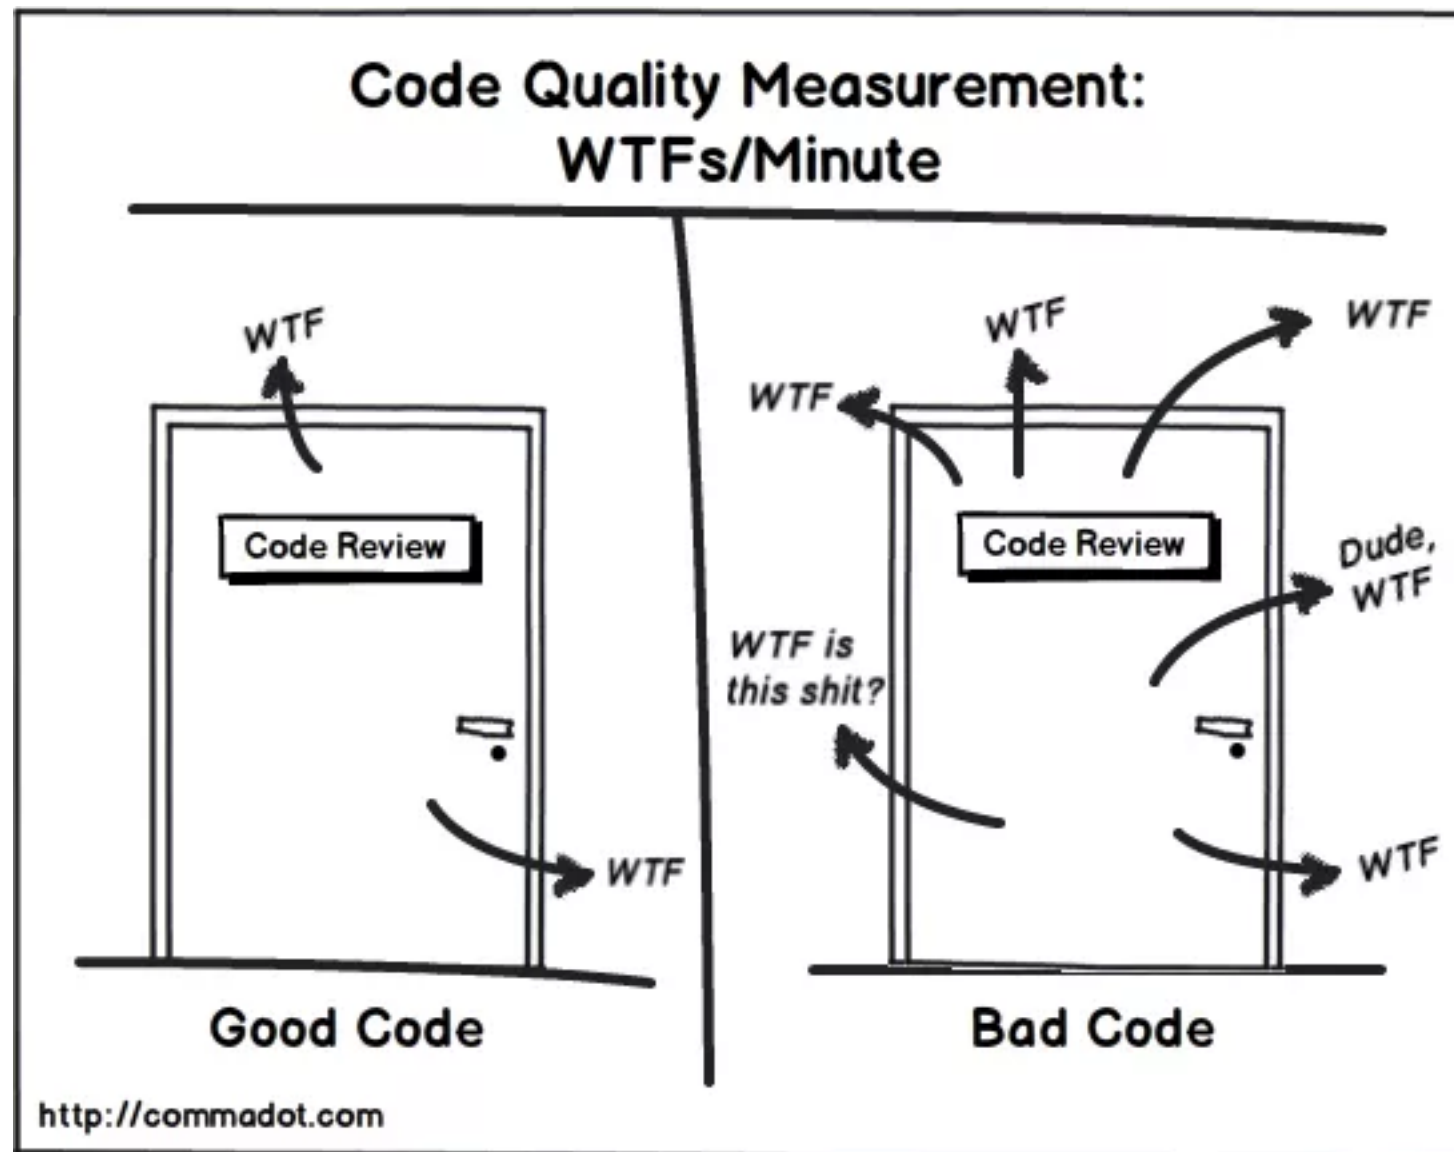 Code Quality Measurement:
WTFs/Minute
WTF
Code Review
WTF
Good Code
WTF
WTF
WTF
Code Review
Dude,
WTF
WTF is
this shit?
WTF
Bad Code
http://commadot.com